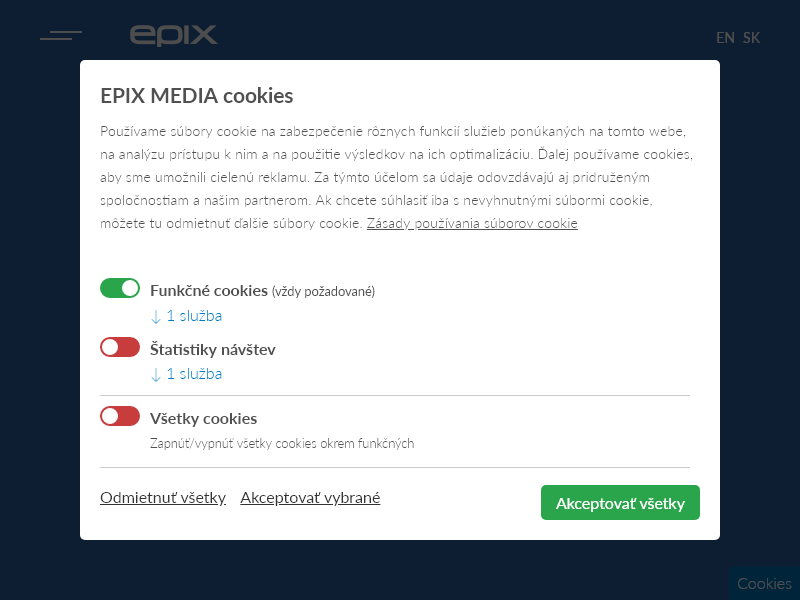 epix
EN SK
EPIX MEDIA cookies
Používame súbory cookie na zabezpečenie rôznych funkcií služieb ponúkaných na tomto webe,
na analýzu prístupu k nim a na použitie výsledkov na ich optimalizáciu. Ďalej používame cookies,
aby sme umožnili cielenú reklamu. Za týmto účelom sa údaje odovzdávajú aj pridruženým
spoločnostiam a našim partnerom. Ak chcete súhlasiť iba s nevyhnutnými súbormi cookie,
môžete tu odmietnuť ďalšie súbory cookie. Zásady používania súborov cookie
Funkčné cookies (vždy požadované)
↓ 1 služba
Štatistiky návštev
↓ 1 služba
Všetky cookies
Zapnúť/vypnúť všetky cookies okrem funkčných
Odmietnuť všetky Akceptovať vybrané Akceptovať všetky
Cookies